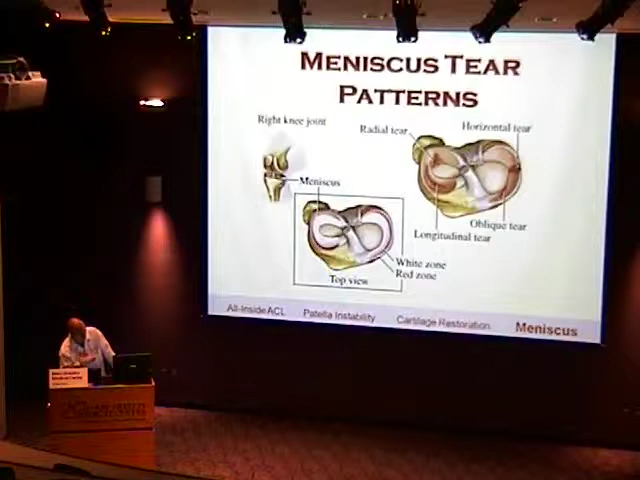 MENISCUS TEAR
PATTERNS
Right knee joint
Radial tear
Horizontal tear
Meniscus
Oblique tear
Longitudinal tear
White zone
Red zone
Top view
All-Inside ACL Patella Instability Cartilage Restoration Meniscus